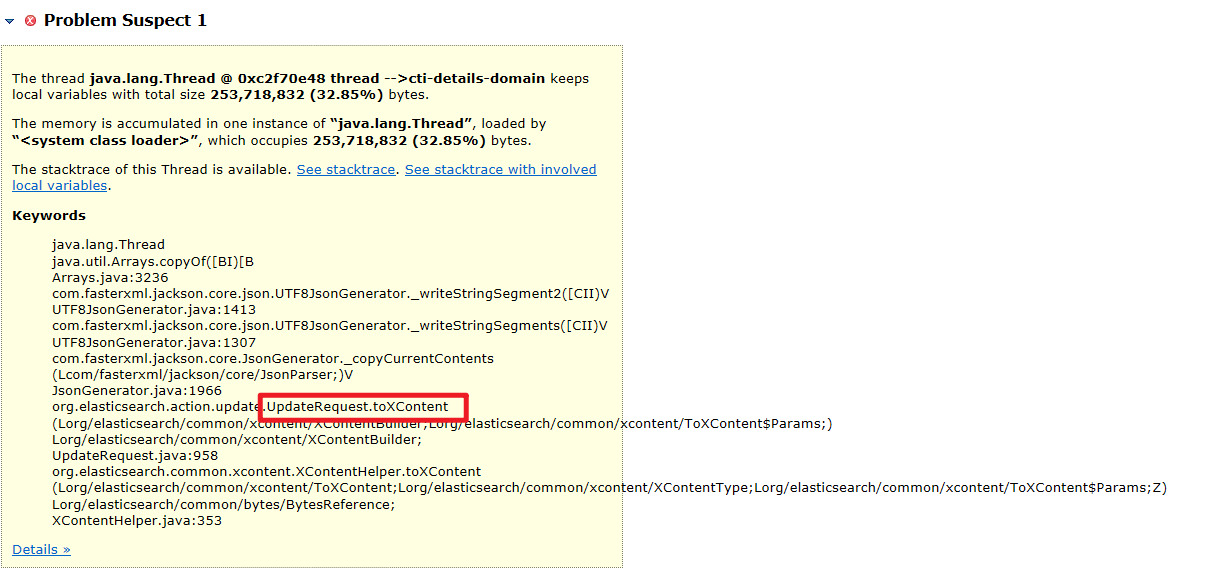 Problem Suspect 1
The thread java.lang.Thread @ 0xc2f70e48 thread -->cti-details-domain keeps
local variables with total size 253,718,832 (32.85%) bytes.
The memory is accumulated in one instance of “java.lang.Thread”, loaded by
“<system class loader>”, which occupies 253,718,832 (32.85%) bytes.
The stacktrace of this Thread is available. See stacktrace. See stacktrace with involved
local variables.
Keywords
java.lang.Thread
java.util.Arrays.copyOf([BI)[B
Arrays.java:3236
com.fasterxml.jackson.core.json.UTF8JsonGenerator._writeStringSegment2([CII)V
UTF8JsonGenerator.java:1413
com.fasterxml.jackson.core.json.UTF8JsonGenerator._writeStringSegments([CII)V
UTF8JsonGenerator.java:1307
com.fasterxml.jackson.core.JsonGenerator._copyCurrentContents
(Lcom/fasterxml/jackson/core/JsonParser;)V
JsonGenerator.java:1966
org.elasticsearch.action.update.UpdateRequest.toXContent
(Lorg/elasticsearch/common/xcontent/XContentBuilder;Lorg/elasticsearch/common/xcontent/ToXContent$Params;)
Lorg/elasticsearch/common/xcontent/XContentBuilder;
UpdateRequest.java:958
org.elasticsearch.common.xcontent.XContentHelper.toXContent
(Lorg/elasticsearch/common/xcontent/ToXContent;Lorg/elasticsearch/common/xcontent/XContentType;Lorg/elasticsearch/common/xcontent/ToXContent$Params;Z)
Lorg/elasticsearch/common/bytes/BytesReference;
XContentHelper.java:353
Details »